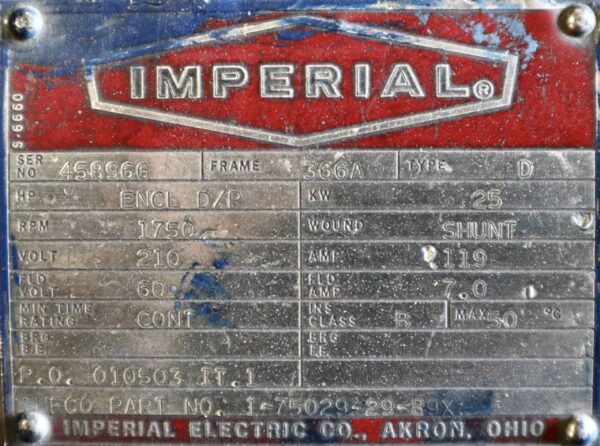 IMPERIAL®
S-6660
SER NO 458966 FRAME 366A TYPE D
HP ENCL D/P KW 25
RPM 1750 WOUND SHUNT
VOLT 210 AMP 119
FLD VOLT 60 FLD AMP 7.0
MIN TIME RATING CONT INS CLASS B MAX 50 °C
BRG BRG
P.O. 010503 IT.1
PART NO. 1-75029-29-89X
IMPERIAL ELECTRIC CO., AKRON, OHIO